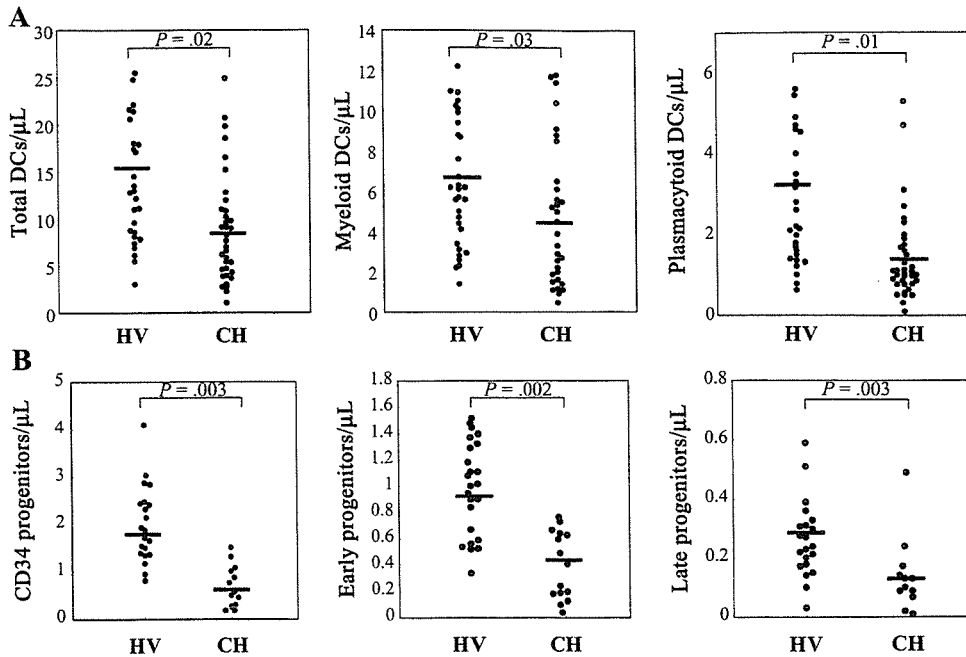 A
Total DCs/μL
30
25
20
15
10
5
0
P = .02
HV CH
Myeloid DCs/μL
14
12
10
8
6
4
2
0
P = .03
HV CH
Plasmacytoid DCs/μL
6
4
2
0
P = .01
HV CH
B
CD34 progenitors/μL
5
4
3
2
1
0
P = .003
HV CH
Early progenitors/μL
1.8
1.6
1.4
1.2
1
0.8
0.6
0.4
0.2
0
P = .002
HV CH
Late progenitors/μL
0.8
0.6
0.4
0.2
0
P = .003
HV CH